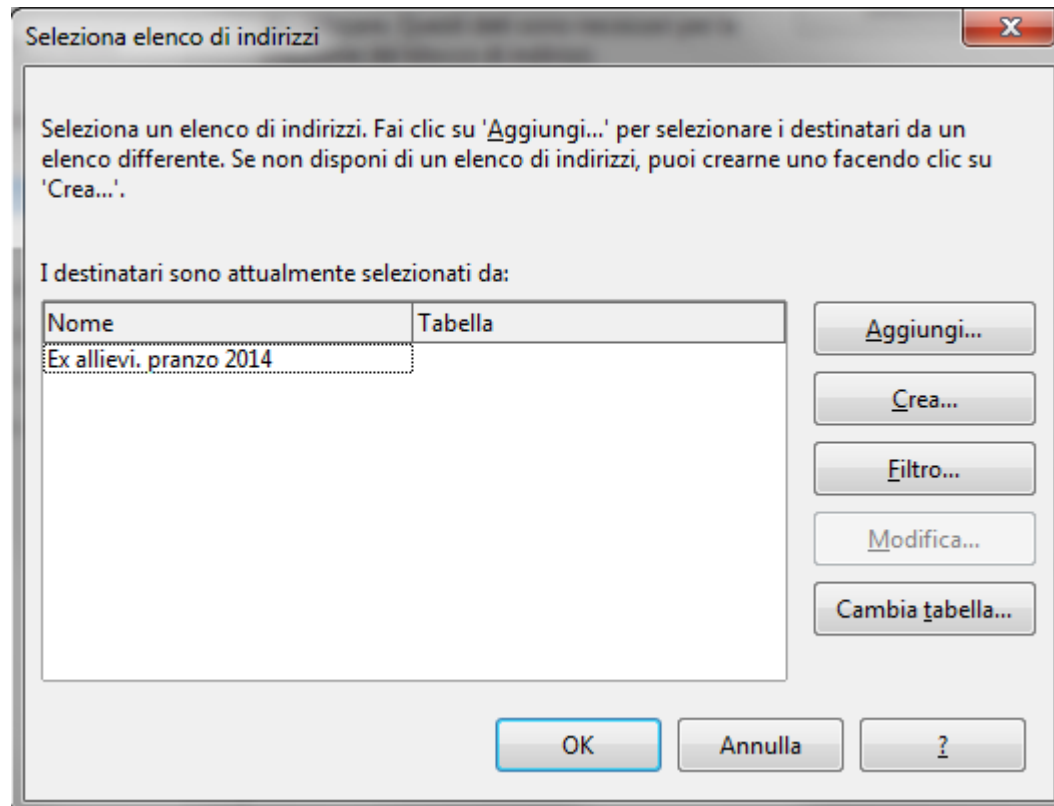 Seleziona elenco di indirizzi
Seleziona un elenco di indirizzi. Fai clic su 'Aggiungi...' per selezionare i destinatari da un
elenco differente. Se non disponi di un elenco di indirizzi, puoi crearne uno facendo clic su
'Crea...'.
I destinatari sono attualmente selezionati da:
Nome Tabella
Ex allievi. pranzo 2014
Aggiungi...
Crea...
Filtro...
Modifica...
Cambia tabella...
OK Annulla ?